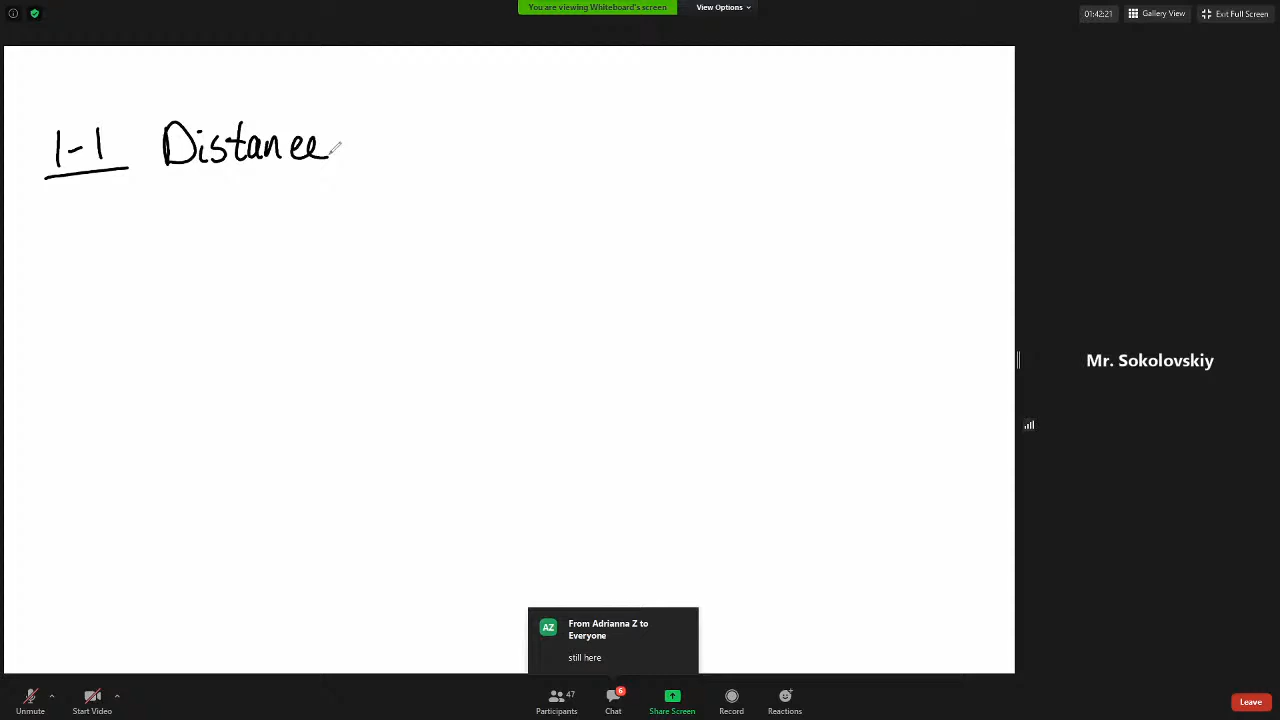 You are viewing Whiteboard's screen
View Options
01:42:21
Gallery View
Exit Full Screen
1-1 Distance
Mr. Sokolovskiy
AZ
From Adrianna Z to
Everyone
still here
Unmute
Start Video
47
Participants
6
Chat
Share Screen
Record
Reactions
Leave